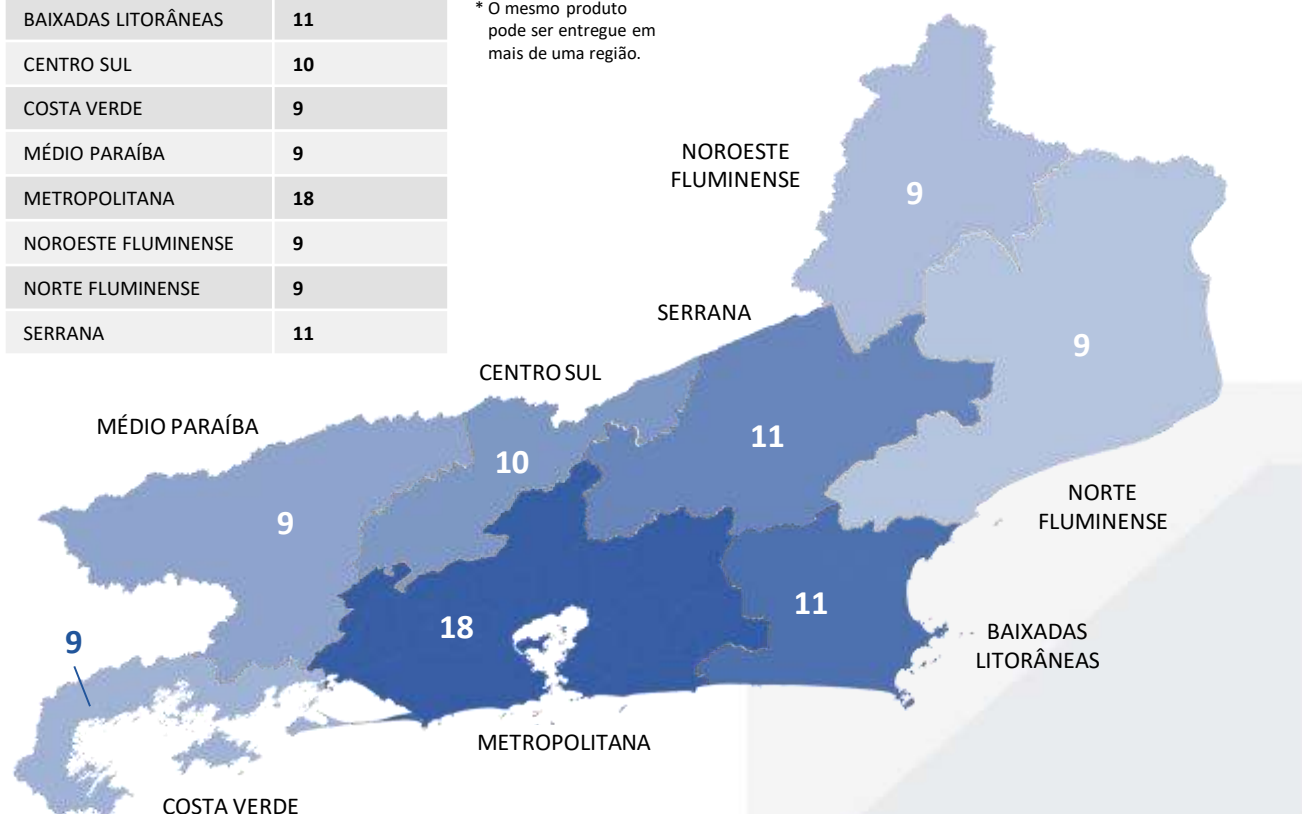 BAIXADAS LITORÂNEAS 11
CENTRO SUL 10
COSTA VERDE 9
MÉDIO PARAÍBA 9
METROPOLITANA 18
NOROESTE FLUMINENSE 9
NORTE FLUMINENSE 9
SERRANA 11
* O mesmo produto
pode ser entregue em
mais de uma região.
NOROESTE
FLUMINENSE
9
SERRANA
9
CENTRO SUL
MÉDIO PARAÍBA
11
10
NORTE
FLUMINENSE
9
11
18
9
BAIXADAS
LITORÂNEAS
METROPOLITANA
COSTA VERDE